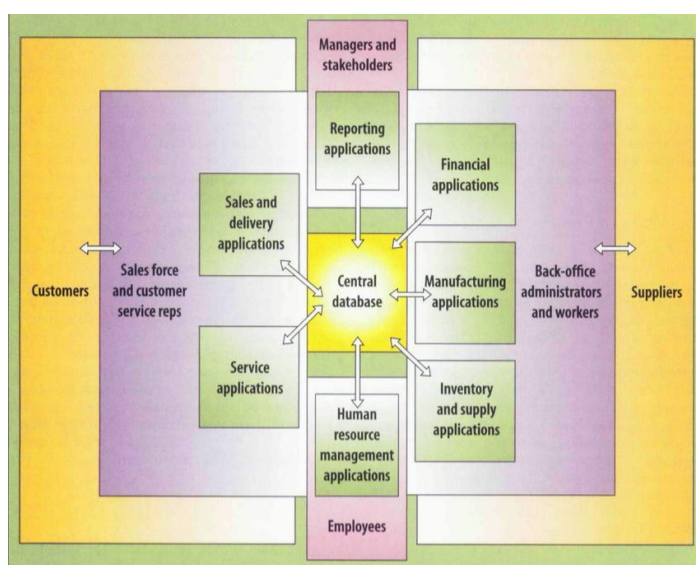 Managers and
stakeholders
Reporting
applications
Financial
applications
Sales and
delivery
applications
Customers
Sales force
and customer
service reps
Central
database
Manufacturing
applications
Back-office
administrators
and workers
Suppliers
Service
applications
Inventory
and supply
applications
Human
resource
management
applications
Employees